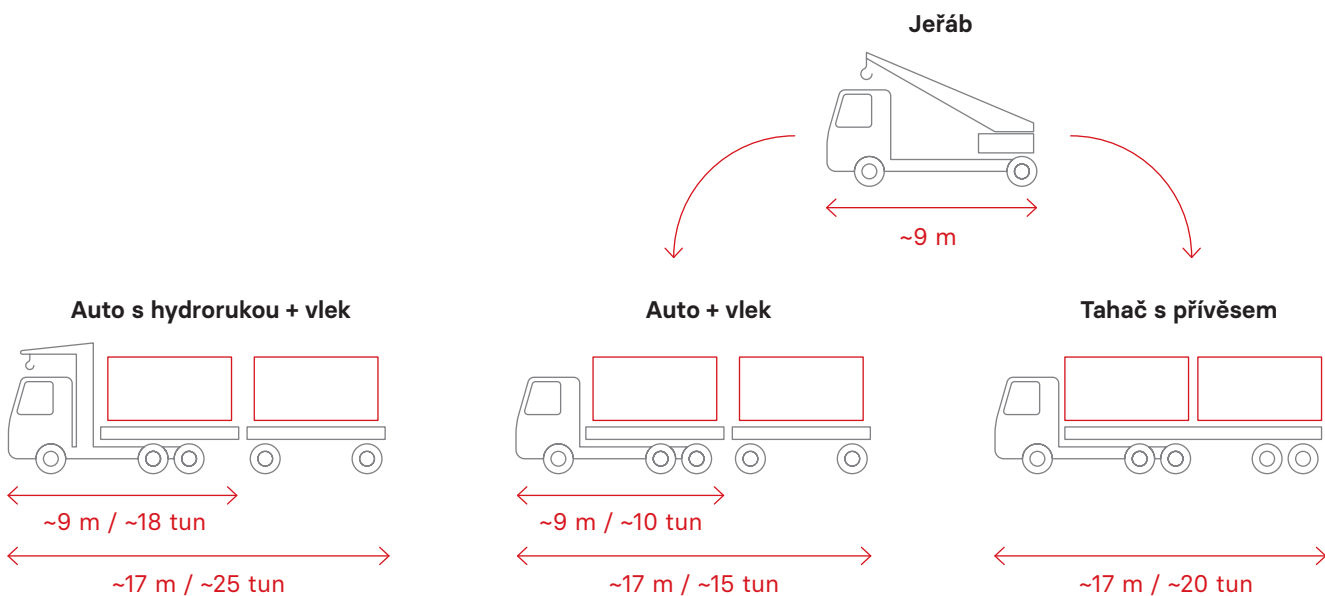 Jeřáb
~9 m
Auto s hydrorukou + vlek
Auto + vlek
Tahač s přívěsem
~9 m / ~18 tun
~9 m / ~10 tun
~17 m / ~25 tun
~17 m / ~15 tun
~17 m / ~20 tun